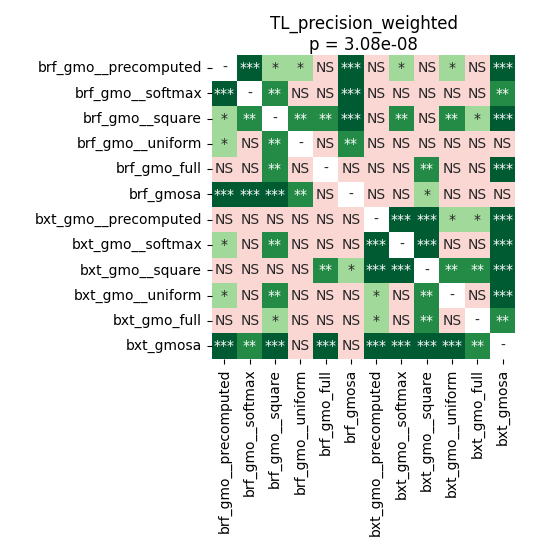 TL_precision_weighted
p = 3.08e-08
brf_gmo__precomputed - *** * * NS *** NS * NS * NS ***
brf_gmo__softmax *** - ** NS NS *** NS NS NS NS NS **
brf_gmo__square * ** - ** ** *** NS ** NS ** * ***
brf_gmo__uniform * NS ** - NS ** NS NS NS NS NS NS
brf_gmo_full NS NS ** NS - NS NS NS ** NS NS ***
brf_gmosa *** *** *** ** NS - NS NS * NS NS NS
bxt_gmo__precomputed NS NS NS NS NS NS - *** *** * * ***
bxt_gmo__softmax * NS ** NS NS NS *** - *** NS NS ***
bxt_gmo__square NS NS NS NS ** * *** *** - ** ** ***
bxt_gmo__uniform * NS ** NS NS NS * NS ** - NS ***
bxt_gmo_full NS NS * NS NS NS * NS ** NS - **
bxt_gmosa *** ** *** NS *** NS *** *** *** *** ** -
brf_gmo__precomputed
brf_gmo__softmax
brf_gmo__square
brf_gmo__uniform
brf_gmo_full
brf_gmosa
bxt_gmo__precomputed
bxt_gmo__softmax
bxt_gmo__square
bxt_gmo__uniform
bxt_gmo_full
bxt_gmosa